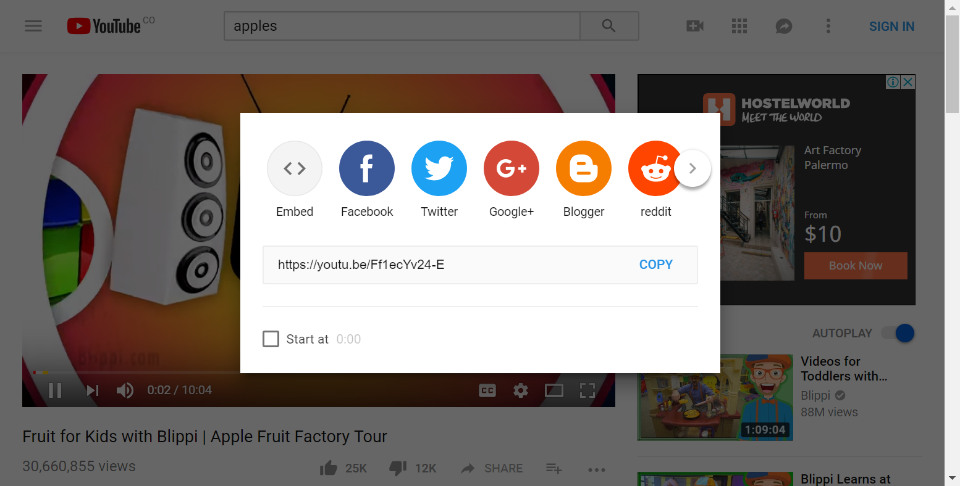 YouTube CO
apples
SIGN IN
HOSTELWORLD
MEET THE WORLD
Art Factory
Palermo
From
$10
Book Now
Embed
Facebook
Twitter
Google+
Blogger
reddit
https://youtu.be/Ff1ecYv24-E
COPY
Start at 0:00
blippi.com
0:02 / 10:04
CC
AUTOPLAY
Videos for
Toddlers with...
Blippi
88M views
1:09:04
Fruit for Kids with Blippi | Apple Fruit Factory Tour
30,660,855 views
25K
12K
SHARE
Blippi Learns at